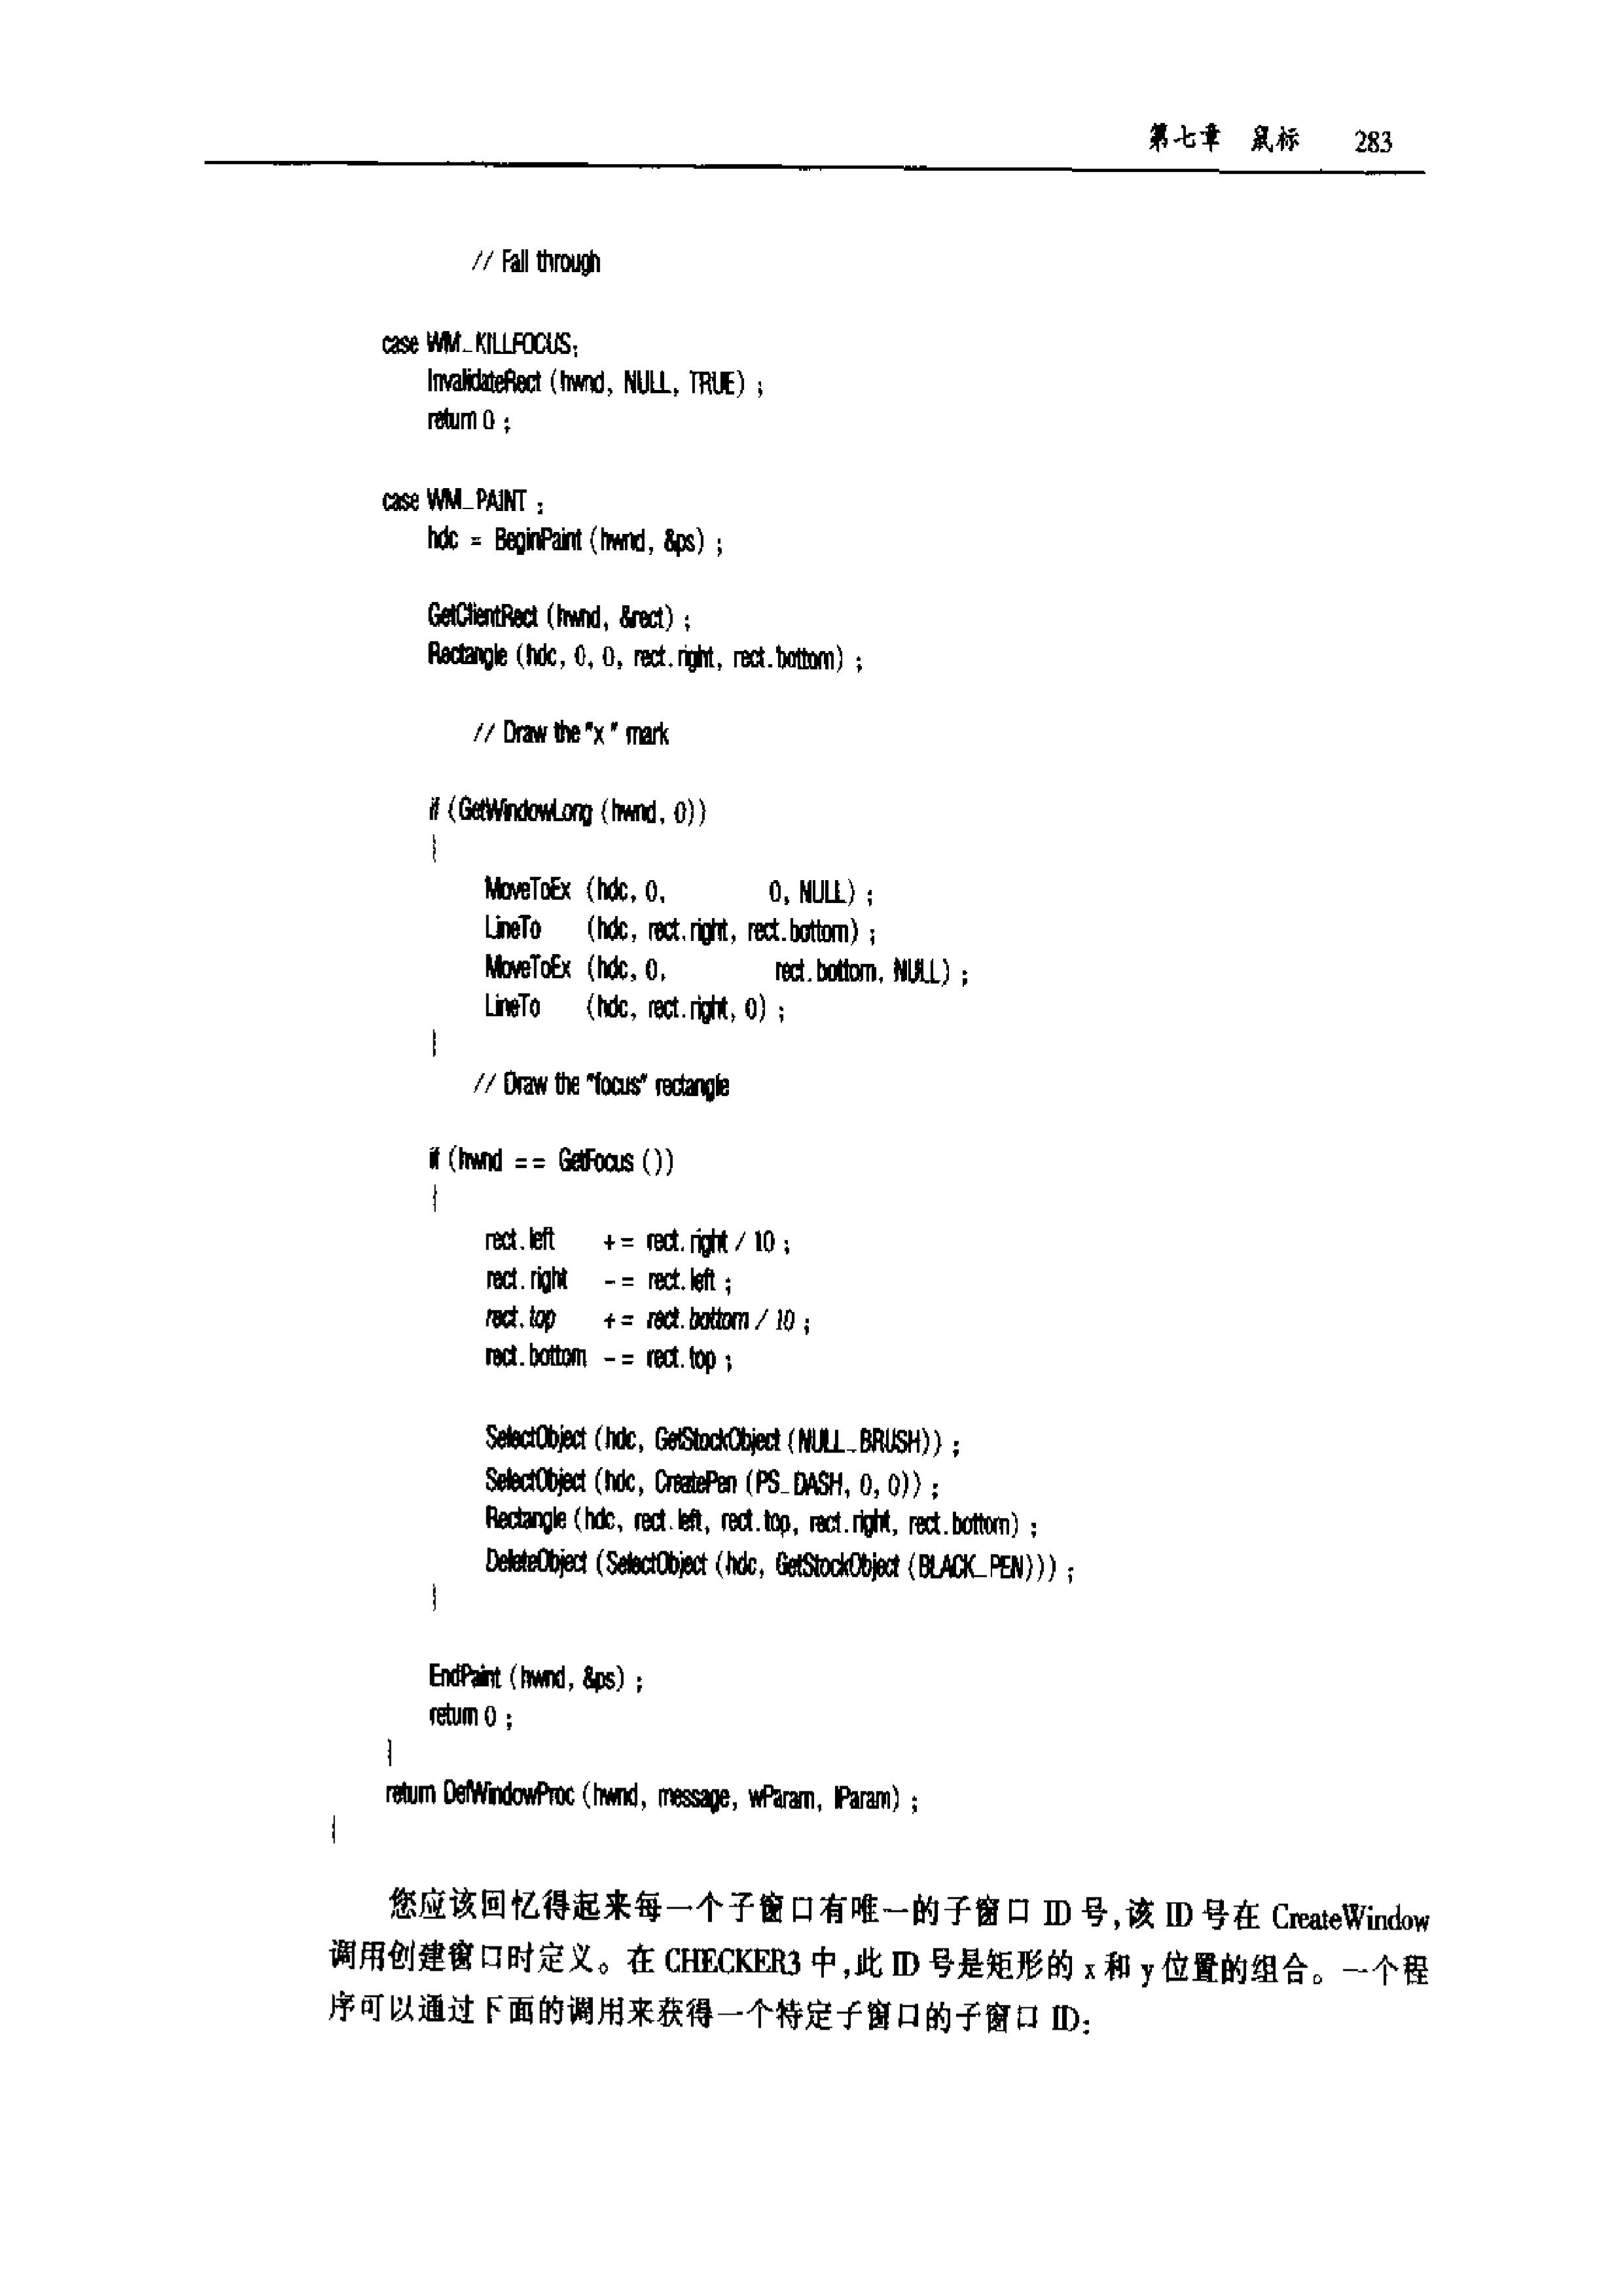 第七章 鼠标 283
// Fall through
case WM_KILLFOCUS:
InvalidateRect (hwnd, NULL, TRUE) ;
return 0 ;
case WM_PAINT :
hdc = BeginPaint (hwnd, &ps) ;
GetClientRect (hwnd, &rect) ;
Rectangle (hdc, 0, 0, rect.right, rect.bottom) ;
// Draw the "x" mark
if (GetWindowLong (hwnd, 0))
{
MoveToEx (hdc, 0, 0, NULL) ;
LineTo (hdc, rect.right, rect.bottom) ;
MoveToEx (hdc, 0, rect.bottom, NULL) ;
LineTo (hdc, rect.right, 0) ;
}
// Draw the "focus" rectangle
if (hwnd == GetFocus ())
{
rect.left += rect.right / 10 ;
rect.right -= rect.left ;
rect.top += rect.bottom / 10 ;
rect.bottom -= rect.top ;
SelectObject (hdc, GetStockObject (NULL_BRUSH)) ;
SelectObject (hdc, CreatePen (PS_DASH, 0, 0)) ;
Rectangle (hdc, rect.left, rect.top, rect.right, rect.bottom) ;
DeleteObject (SelectObject (hdc, GetStockObject (BLACK_PEN))) ;
}
EndPaint (hwnd, &ps) ;
return 0 ;
}
return DefWindowProc (hwnd, message, wParam, lParam) ;
}
您应该回忆得起来每一个子窗口有唯一的子窗口 ID 号,该 ID 号在 CreateWindow
调用创建窗口时定义。在 CHECKER3 中,此 ID 号是矩形的 x 和 y 位置的组合。一个程
序可以通过下面的调用来获得一个特定子窗口的子窗口 ID: